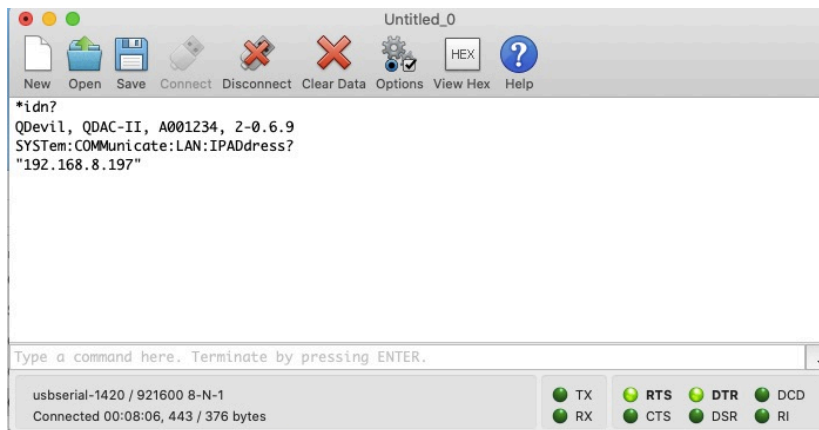 Untitled_0
New Open Save Connect Disconnect Clear Data Options View Hex Help
HEX
*idn?
QDevil, QDAC-II, A001234, 2-0.6.9
SYSTem:COMMunicate:LAN:IPADdress?
"192.168.8.197"
Type a command here. Terminate by pressing ENTER.
usbserial-1420 / 921600 8-N-1
Connected 00:08:06, 443 / 376 bytes
TX RTS DTR DCD
RX CTS DSR RI